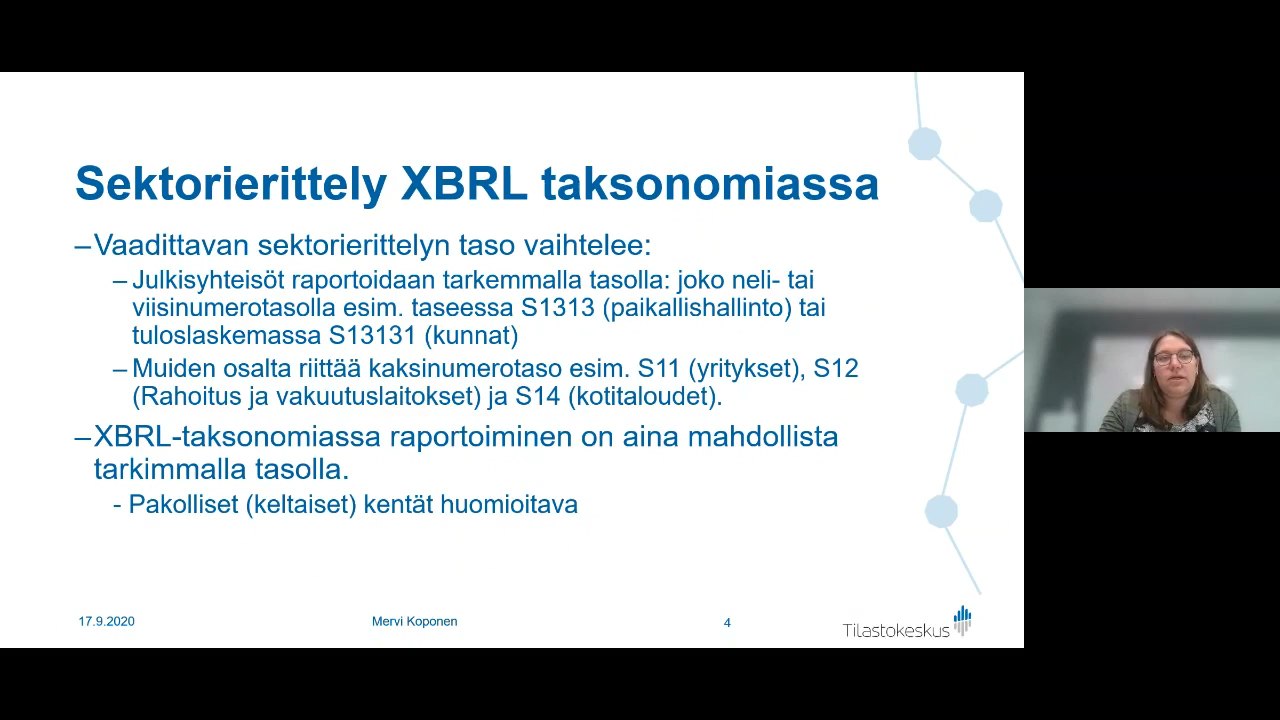 Sektorierittely XBRL taksonomiassa
–Vaadittavan sektorierittelyn taso vaihtelee:
– Julkisyhteisöt raportoidaan tarkemmalla tasolla: joko neli- tai
viisinumerotasolla esim. taseessa S1313 (paikallishallinto) tai
tuloslaskemassa S13131 (kunnat)
– Muiden osalta riittää kaksinumerotaso esim. S11 (yritykset), S12
(Rahoitus ja vakuutuslaitokset) ja S14 (kotitaloudet).
–XBRL-taksonomiassa raportoiminen on aina mahdollista
tarkimmalla tasolla.
- Pakolliset (keltaiset) kentät huomioitava
17.9.2020
Mervi Koponen
4
Tilastokeskus